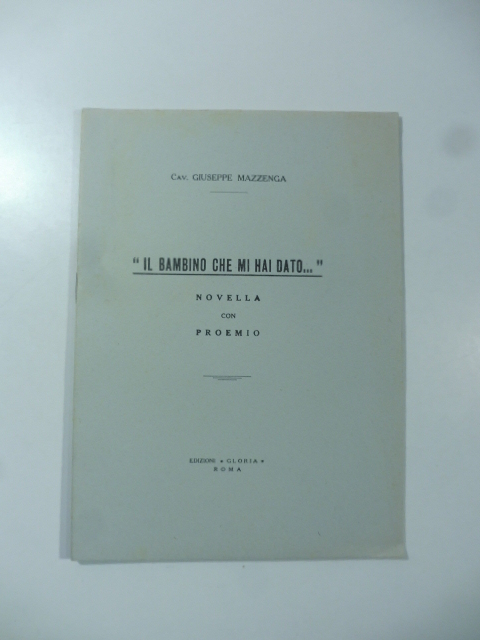 Cav. GIUSEPPE MAZZENGA
“ IL BAMBINO CHE MI HAI DATO... ”
NOVELLA
CON
PROEMIO
EDIZIONI « GLORIA »
ROMA